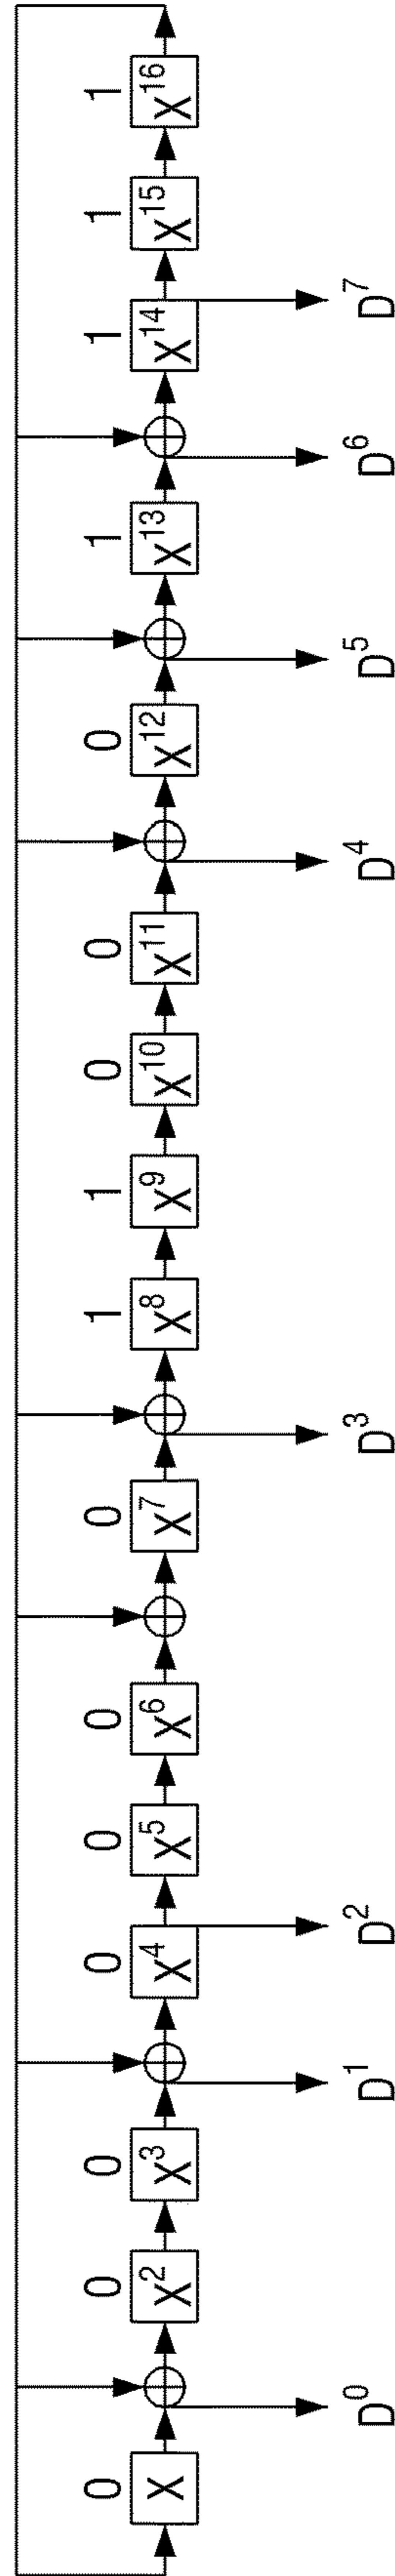 0 0 0 0 0 0 0 1 1 0 0 0 1 1 1 1
X X² X³ X⁴ X⁵ X⁶ X⁷ X⁸ X⁹ X¹⁰ X¹¹ X¹² X¹³ X¹⁴ X¹⁵ X¹⁶
D⁰ D¹ D² D³ D⁴ D⁵ D⁶ D⁷